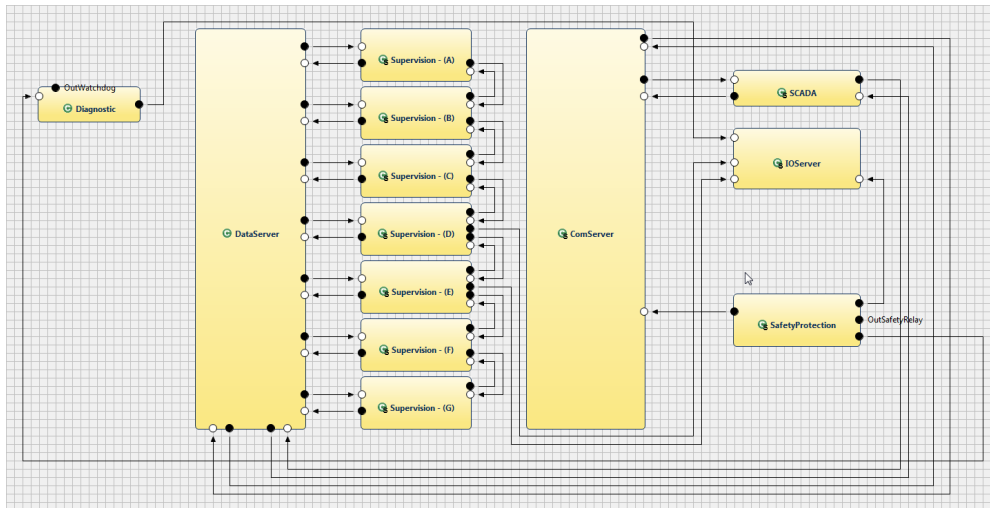 OutWatchdog
Diagnostic
DataServer
Supervision - (A)
Supervision - (B)
Supervision - (C)
Supervision - (D)
Supervision - (E)
Supervision - (F)
Supervision - (G)
ComServer
SCADA
IOServer
SafetyProtection
OutSafetyRelay